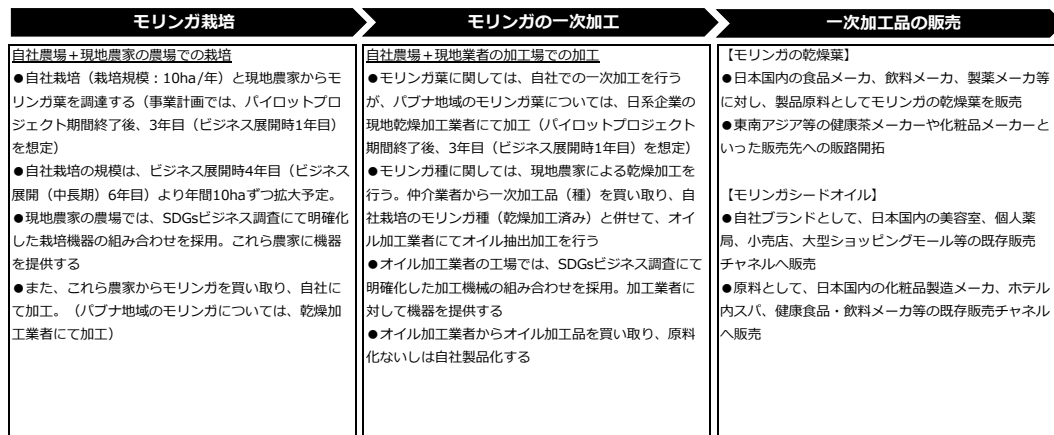 モリンガ栽培
自社農場＋現地農家の農場での栽培
●自社栽培（栽培規模：10ha/年）と現地農家からモ
リンガ葉を調達する（事業計画では、パイロットプロ
ジェクト期間終了後、3年目（ビジネス展開時1年目）
を想定）
●自社栽培の規模は、ビジネス展開時4年目（ビジネス
展開（中長期）6年目）より年間10haずつ拡大予定。
●現地農家の農場では、SDGsビジネス調査にて明確化
した栽培機器の組み合わせを採用。これら農家に機器
を提供する
●また、これら農家からモリンガを買い取り、自社に
て加工。（パブナ地域のモリンガについては、乾燥加
工業者にて加工）
モリンガの一次加工
自社農場＋現地業者の加工場での加工
●モリンガ葉に関しては、自社での一次加工を行う
が、パブナ地域のモリンガ葉については、日系企業の
現地乾燥加工業者にて加工（パイロットプロジェクト
期間終了後、3年目（ビジネス展開時1年目）を想定）
●モリンガ種に関しては、現地農家による乾燥加工を
行う。仲介業者から一次加工品（種）を買い取り、自
社栽培のモリンガ種（乾燥加工済み）と併せて、オイ
ル加工業者にてオイル抽出加工を行う
●オイル加工業者の工場では、SDGsビジネス調査にて
明確化した加工機械の組み合わせを採用。加工業者に
対して機器を提供する
●オイル加工業者からオイル加工品を買い取り、原料
化ないしは自社製品化する
一次加工品の販売
【モリンガの乾燥葉】
●日本国内の食品メーカ、飲料メーカ、製薬メーカ等
に対し、製品原料としてモリンガの乾燥葉を販売
●東南アジア等の健康茶メーカーや化粧品メーカーと
いった販売先への販路開拓
【モリンガシードオイル】
●自社ブランドとして、日本国内の美容室、個人薬
局、小売店、大型ショッピングモール等の既存販売
チャネルへ販売
●原料として、日本国内の化粧品製造メーカ、ホテル
内スパ、健康食品・飲料メーカ等の既存販売チャネル
へ販売